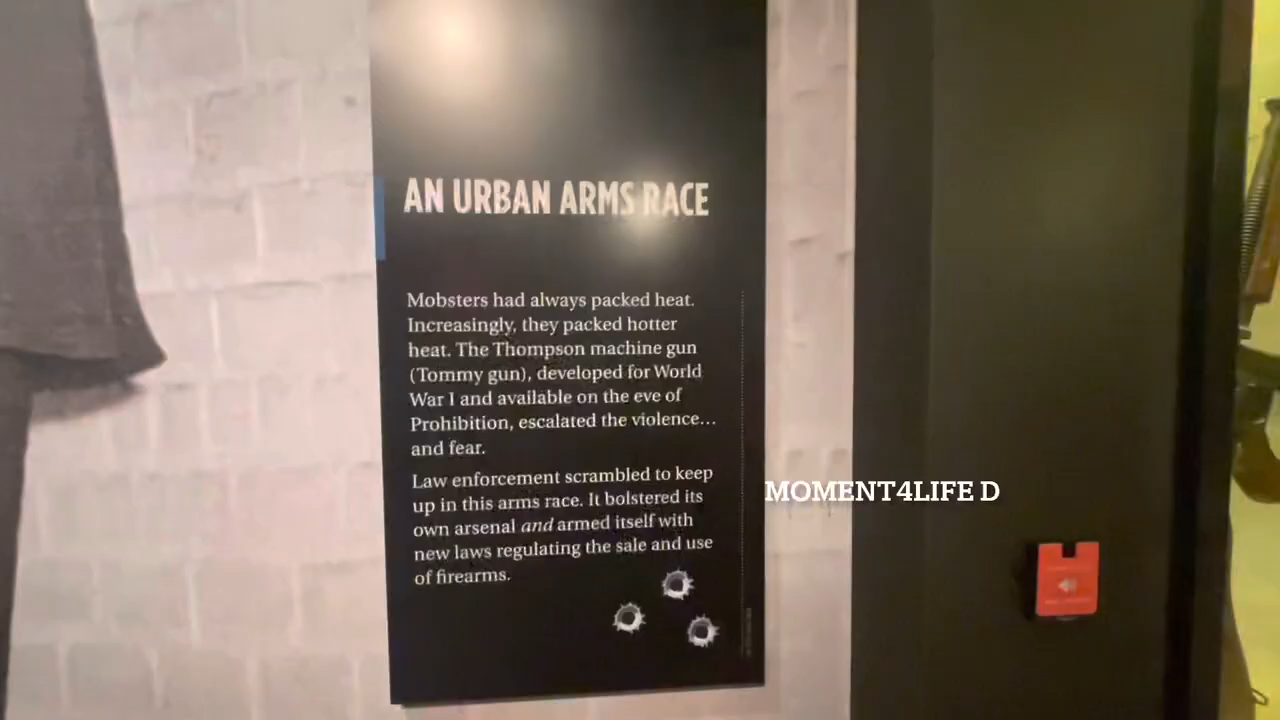 AN URBAN ARMS RACE
Mobsters had always packed heat.
Increasingly, they packed hotter
heat. The Thompson machine gun
(Tommy gun), developed for World
War I and available on the eve of
Prohibition, escalated the violence…
and fear.
Law enforcement scrambled to keep
up in this arms race. It bolstered its
own arsenal and armed itself with
new laws regulating the sale and use
of firearms.
MOMENT4LIFE D